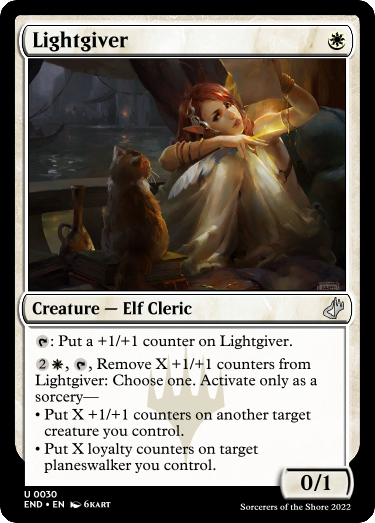 Lightgiver
Creature — Elf Cleric
: Put a +1/+1 counter on Lightgiver.
2 , , Remove X +1/+1 counters from
Lightgiver: Choose one. Activate only as a
sorcery—
• Put X +1/+1 counters on another target
creature you control.
• Put X loyalty counters on target
planeswalker you control.
0/1
U 0030
END • EN 6KART
Sorcerers of the Shore 2022